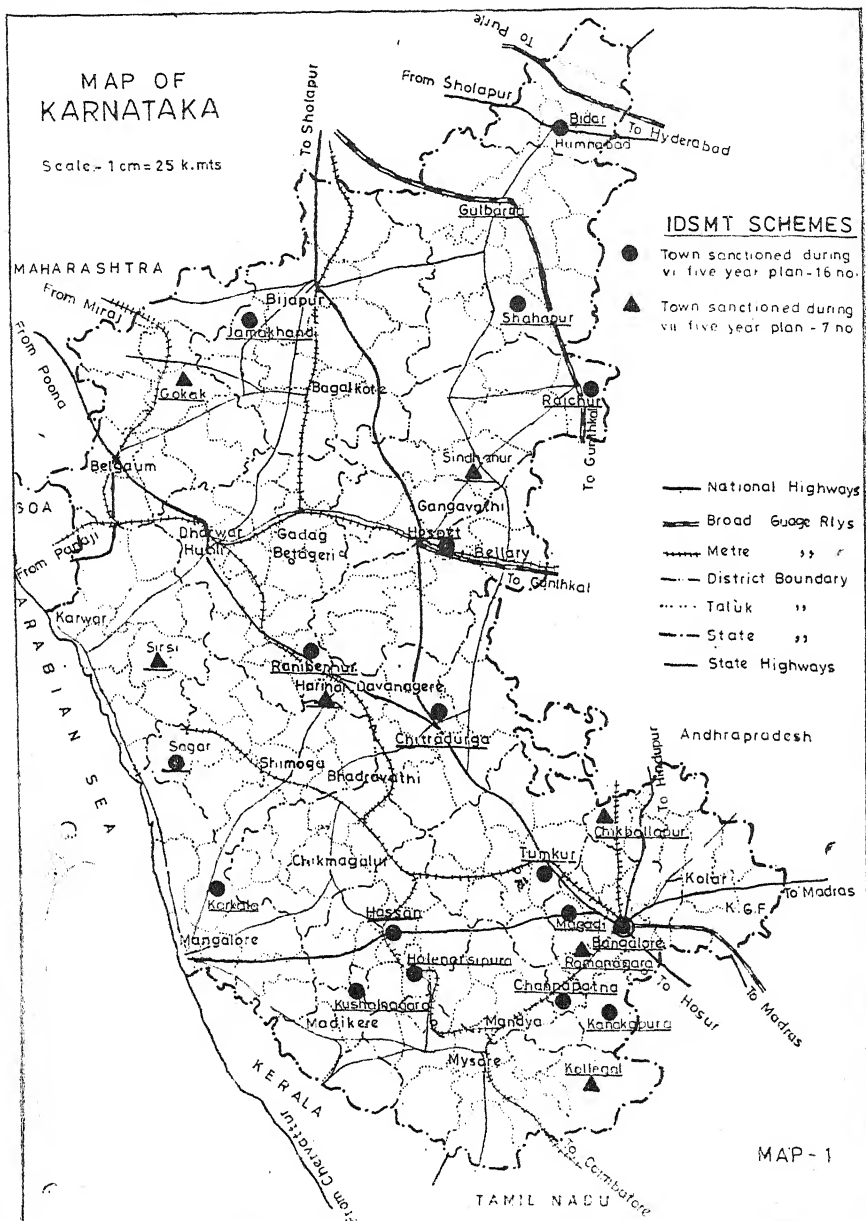 MAP OF
KARNATAKA
Scale.- 1 cm = 25 k.mts
To Sholapur
To Purle
From Sholapur
Bidar
Humnabad
To Hyderabad
Gulbarga
IDSMT SCHEMES
Town sanctioned during
vi five year plan-16 no.
Town sanctioned during
vii five year plan - 7 no
MAHARASHTRA
From Miraj
From Poona
Bijapur
Jamakhand
Shahapur
Gokak
Bagalkote
Raichur
To Gunthkal
Belgaum
Sindhanur
GOA
Gangavathi
From Panaji
Dharwar
Hubli
Gadag
Betageri
Hospet
Bellary
To Gunthkal
National Highways
Broad Guage Rlys
Metre ,,
District Boundary
Taluk ,,
State ,,
State Highways
ARABIAN SEA
Karwar
Sirsi
Ranibennur
Harihar Davanagere
Chitradurga
Sagar
Shimoga
Bhadravathi
Andhrapradesh
To Hindupur
Chikballapur
Chikmagalur
Tumkur
Kolar
To Madras
K.G.F.
Karkala
Hassan
Magadi
Bangalore
Mangalore
Ramanagara
Holenarsipura
Channapatna
To Hosur
To Madras
Kushalnagara
Kanakapura
Madikere
Mandya
Mysore
Kollegal
KERALA
From Chervattur
To Coimbatore
TAMIL NADU
MAP-1